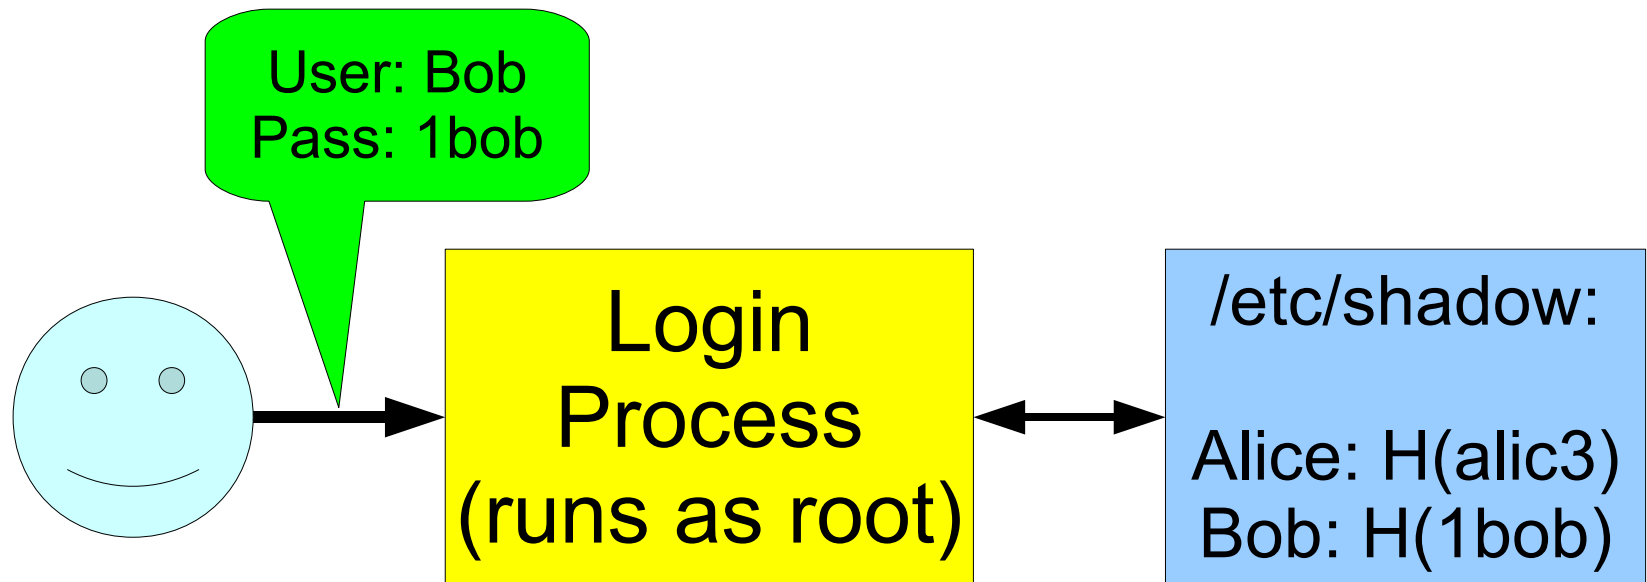 User: Bob
Pass: 1bob
Login
Process
(runs as root)
/etc/shadow:
Alice: H(alic3)
Bob: H(1bob)